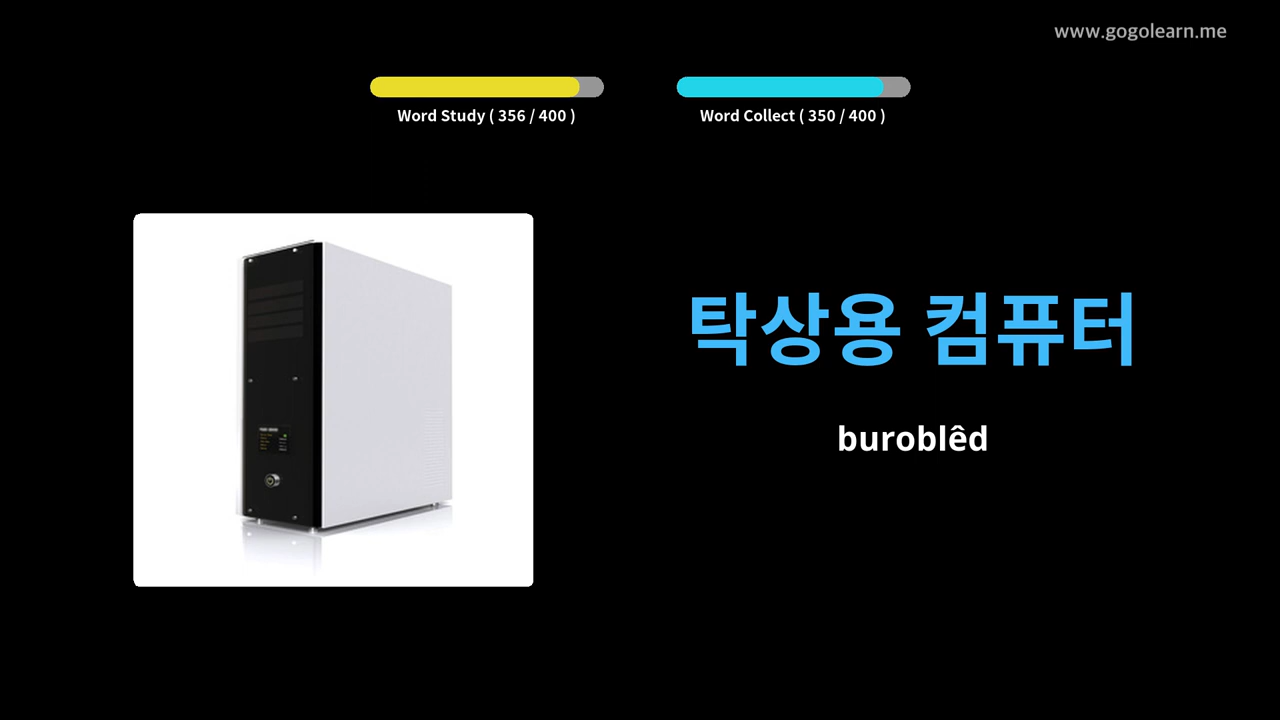 www.gogolearn.me
Word Study ( 356 / 400 )
Word Collect ( 350 / 400 )
탁상용 컴퓨터
buroblêd